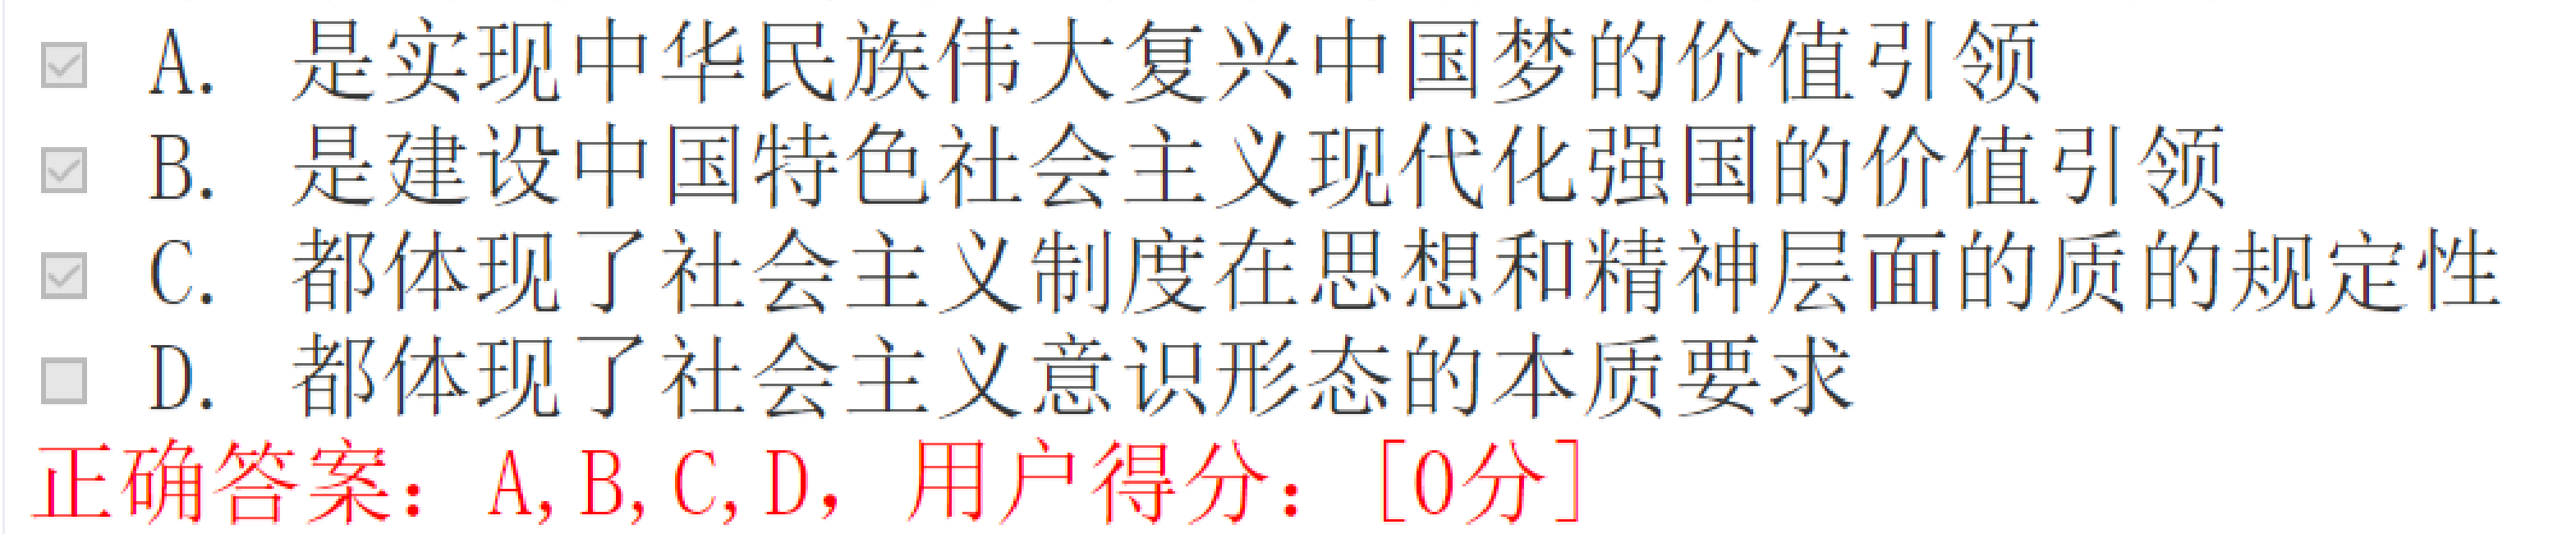 A. 是实现中华民族伟大复兴中国梦的价值引领
B. 是建设中国特色社会主义现代化强国的价值引领
C. 都体现了社会主义制度在思想和精神层面的质的规定性
D. 都体现了社会主义意识形态的本质要求
正确答案：A,B,C,D，用户得分：[0分]